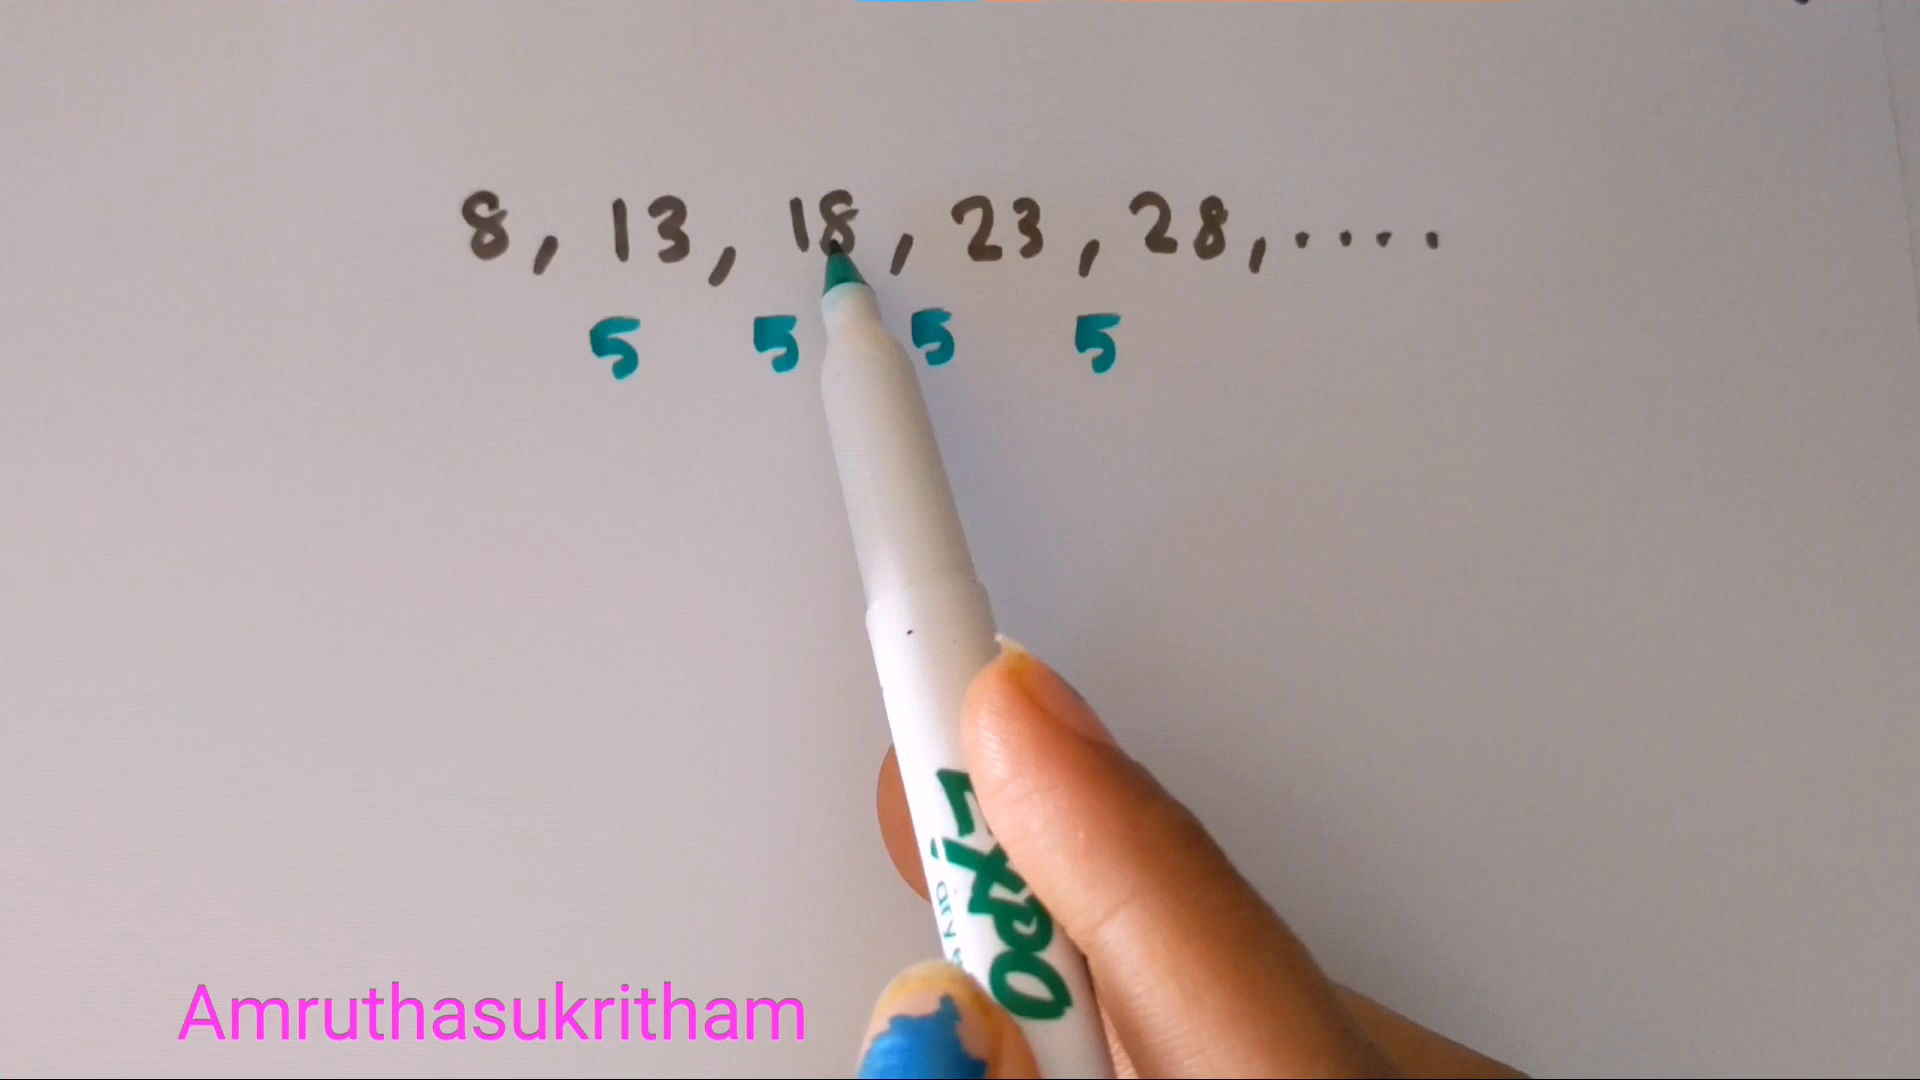 8, 13, 18, 23, 28, ....
5 5 5 5
Expo
Amruthasukritham